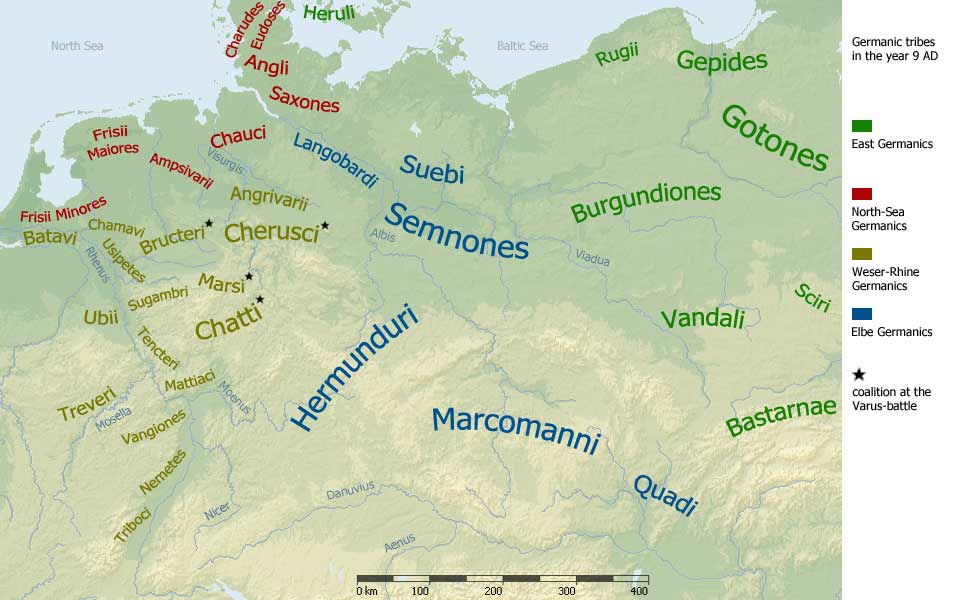 Charudes
Eudoses
Heruli
North Sea
Baltic Sea
Angli
Rugii
Gepides
Saxones
Frisii
Maiores
Chauci
Gotones
Langobardi
Ampsivarii
Visurgis
Suebi
Angrivarii
Burgundiones
Frisii Minores
Batavi
Chamavi
Bructeri
Cherusci
Semnones
Albis
Usipetes
Rhenus
Viadua
Marsi
Sugambri
Sciri
Ubii
Chatti
Vandali
Tencteri
Hermunduri
Mattiaci
Moenus
Treveri
Mosella
Vangiones
Marcomanni
Bastarnae
Nemetes
Quadi
Triboci
Nicer
Danuvius
Aenus
0 km 100 200 300 400
Germanic tribes
in the year 9 AD
East Germanics
North-Sea
Germanics
Weser-Rhine
Germanics
Elbe Germanics
coalition at the
Varus-battle